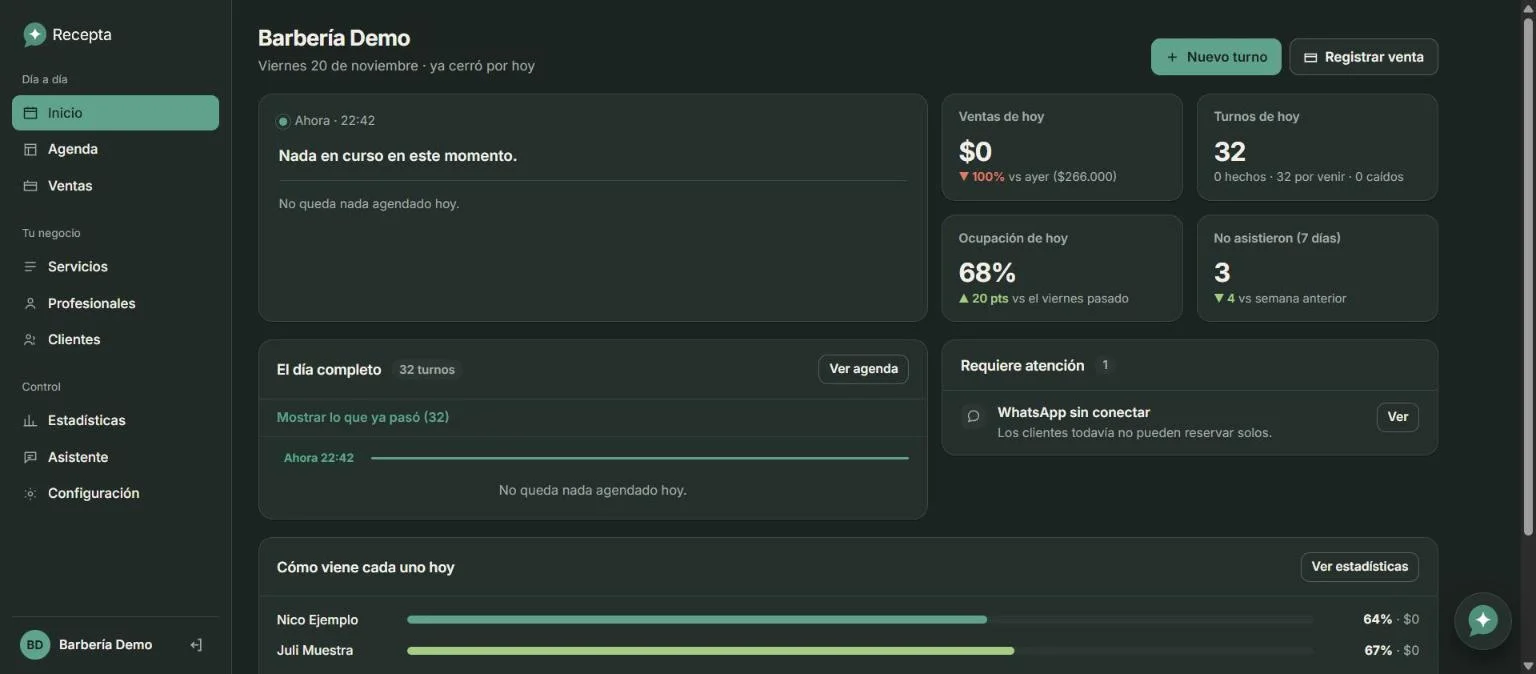 Recepta
Día a día
Inicio
Agenda
Ventas
Tu negocio
Servicios
Profesionales
Clientes
Control
Estadísticas
Asistente
Configuración
BD Barbería Demo
Barbería Demo
Viernes 20 de noviembre · ya cerró por hoy
+ Nuevo turno
Registrar venta
Ahora · 22:42
Nada en curso en este momento.
No queda nada agendado hoy.
Ventas de hoy
$0
▼ 100% vs ayer ($266.000)
Turnos de hoy
32
0 hechos · 32 por venir · 0 caídos
Ocupación de hoy
68%
▲ 20 pts vs el viernes pasado
No asistieron (7 días)
3
▼ 4 vs semana anterior
El día completo 32 turnos
Ver agenda
Mostrar lo que ya pasó (32)
Ahora 22:42
No queda nada agendado hoy.
Requiere atención 1
WhatsApp sin conectar
Los clientes todavía no pueden reservar solos.
Ver
Cómo viene cada uno hoy
Ver estadísticas
Nico Ejemplo 64% · $0
Juli Muestra 67% · $0